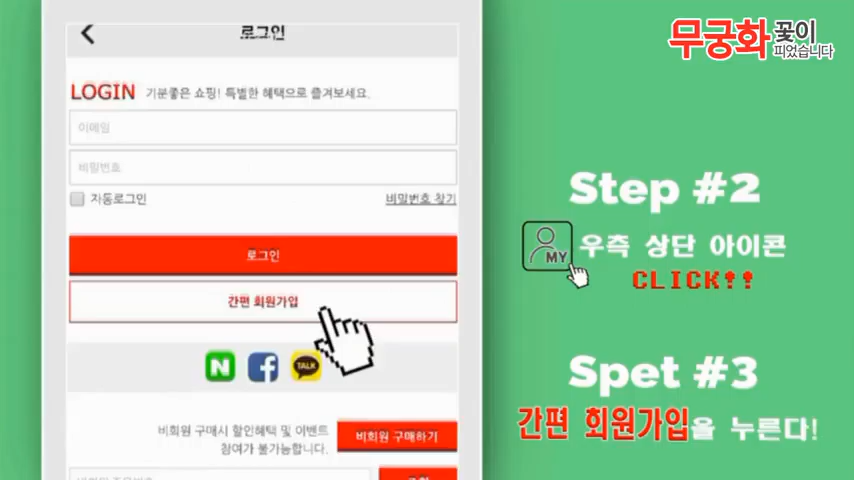 로그인
LOGIN 기분좋은 쇼핑! 특별한 혜택으로 즐겨보세요.
이메일
비밀번호
자동로그인 비밀번호 찾기
로그인
간편 회원가입
N f TALK
비회원 구매시 할인혜택 및 이벤트
참여가 불가능합니다.
비회원 구매하기
무궁화 꽃이
피었습니다
Step #2
MY 우측 상단 아이콘
CLICK!!
Spet #3
간편 회원가입을 누른다!